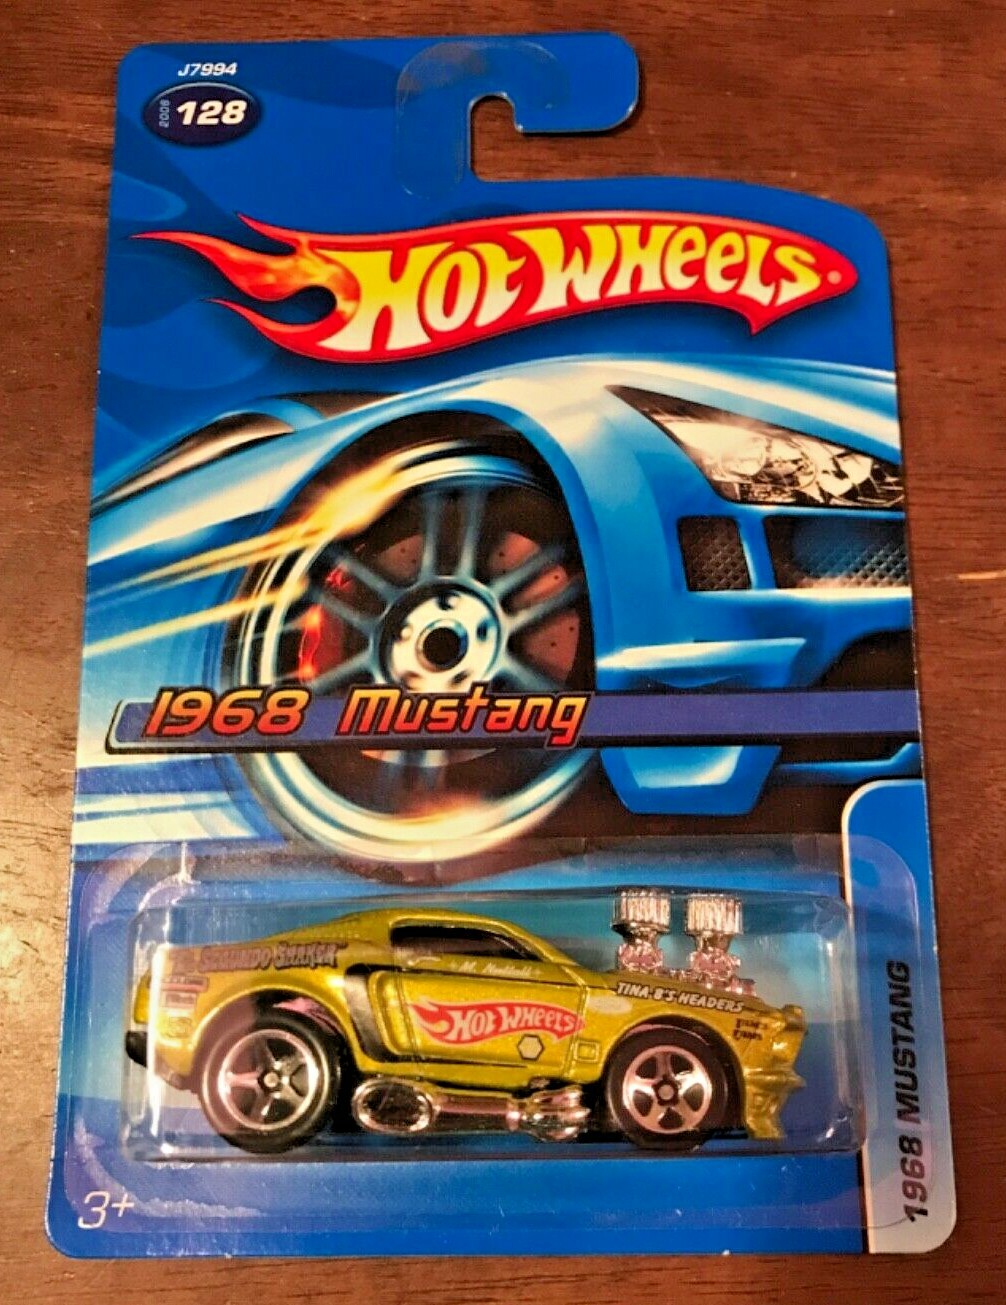 J7994
2006
128
HOT WHEELS
1968 Mustang
TINA-B'S HEADERS
HOT WHEELS
1968 MUSTANG
3+